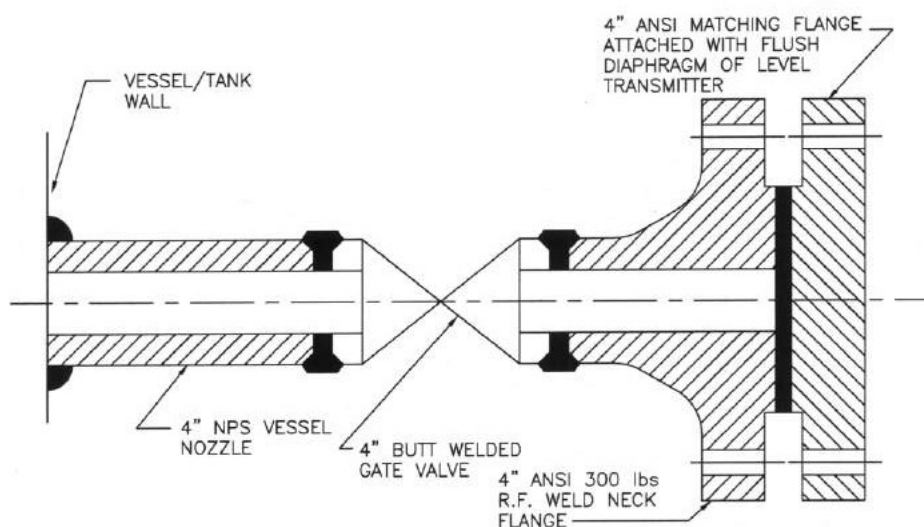 4" ANSI MATCHING FLANGE
ATTACHED WITH FLUSH
DIAPHRAGM OF LEVEL
TRANSMITTER
VESSEL/TANK
WALL
4" NPS VESSEL
NOZZLE
4" BUTT WELDED
GATE VALVE
4" ANSI 300 lbs
R.F. WELD NECK
FLANGE